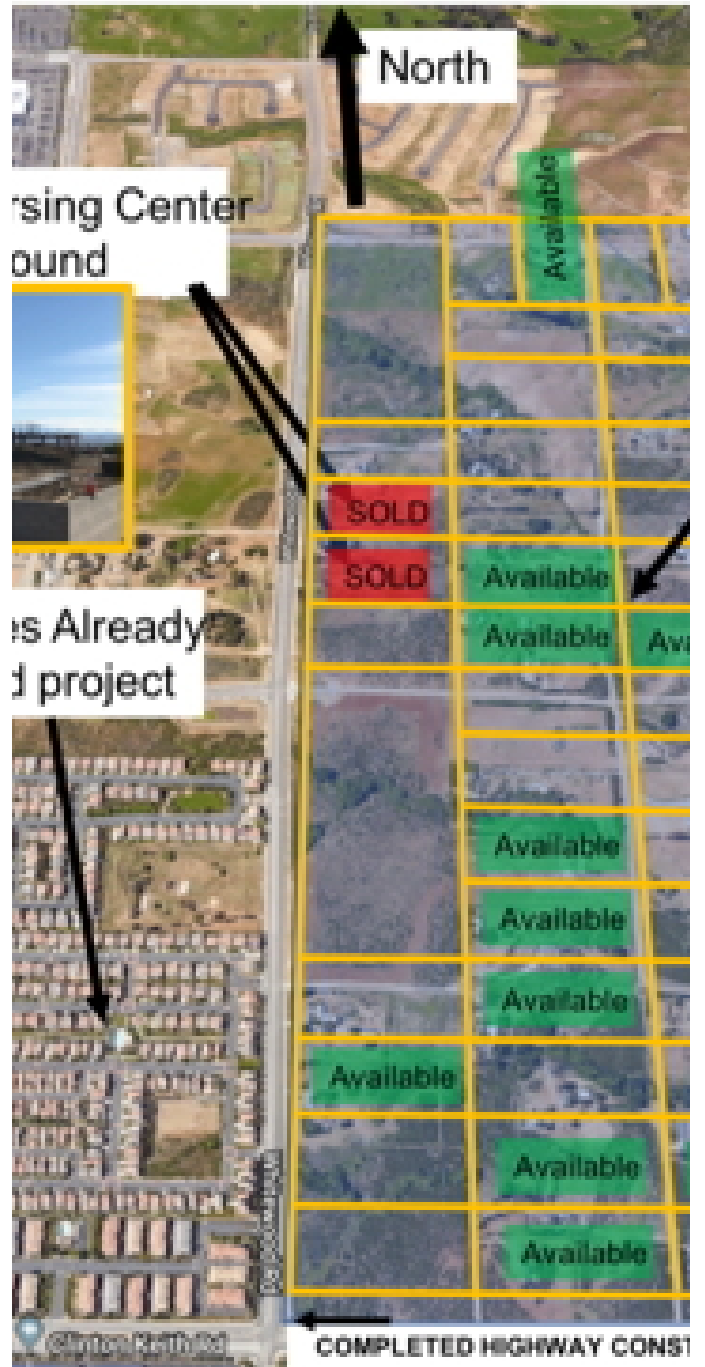 North
Available
rsing Center
ound
SOLD
SOLD
Available
Available
Ava
es Already
d project
Available
Available
Available
Available
Available
Available
Clinton Keith Rd
COMPLETED HIGHWAY CONST